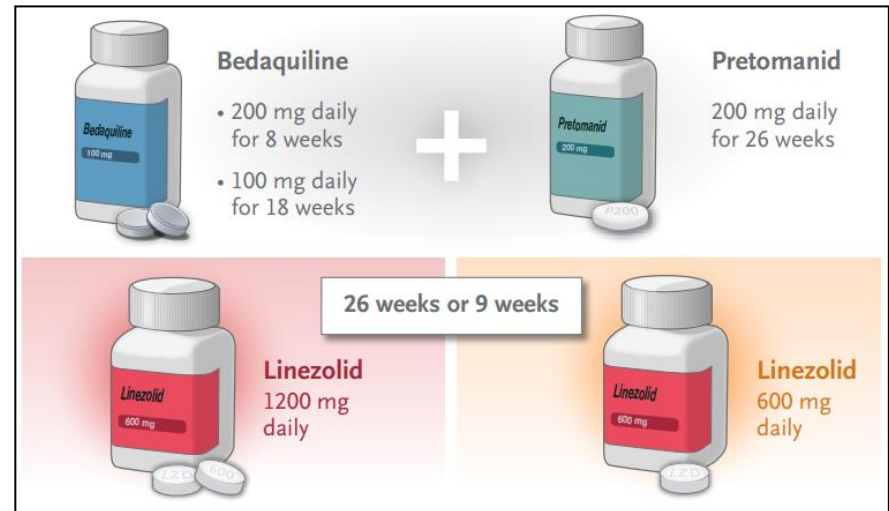 Bedaquiline
• 200 mg daily
for 8 weeks
• 100 mg daily
for 18 weeks
Bedaquiline
100 mg
Pretomanid
200 mg daily
for 26 weeks
Pretomanid
200 mg
P200
+
26 weeks or 9 weeks
Linezolid
1200 mg
daily
Linezolid
600 mg
LZD
600
Linezolid
600 mg
daily
Linezolid
600 mg
LZD